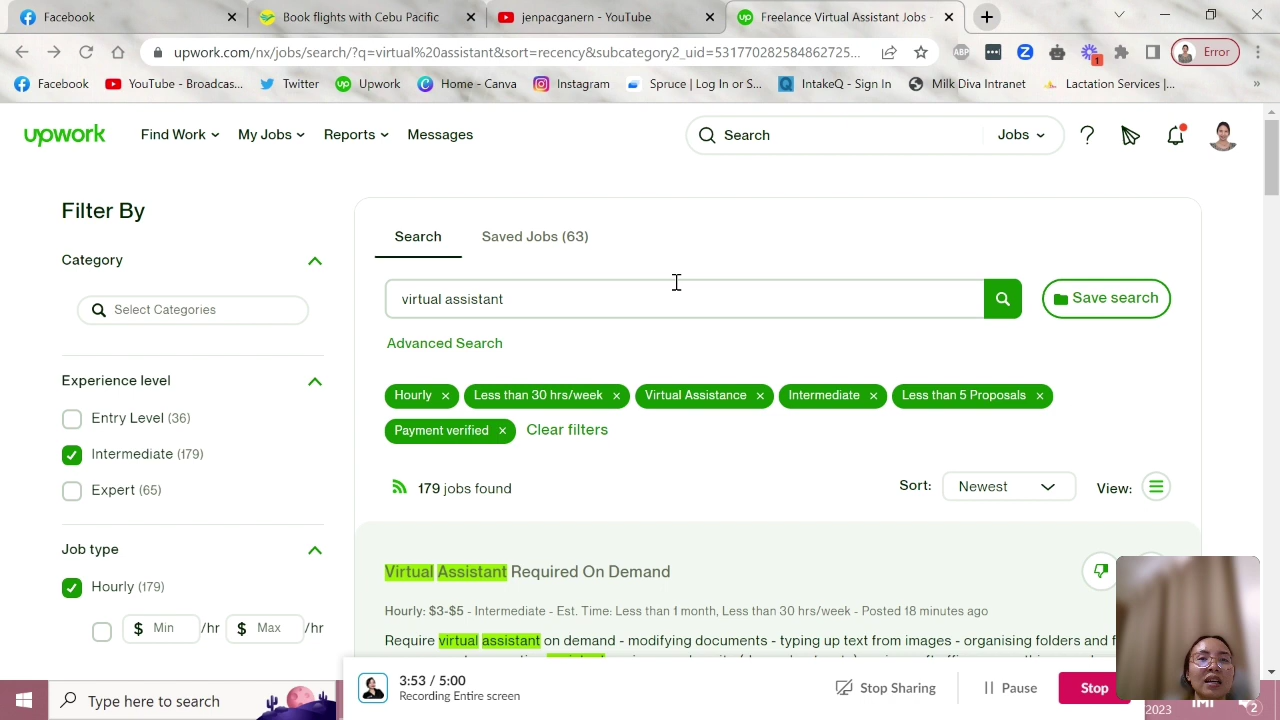 Facebook
Book flights with Cebu Pacific
jenpacganern - YouTube
Freelance Virtual Assistant Jobs -
upwork.com/nx/jobs/search/?q=virtual%20assistant&sort=recency&subcategory2_uid=531770282584862725...
ABP
Error
1
Facebook
YouTube
Twitter
Upwork
Home - Canva
Instagram
Spruce | Log In or S...
IntakeQ - Sign In
Milk Diva Dreams |...
Lactation Services |...
upwork
Find Work
My Jobs
Reports
Messages
Search
Jobs
Filter By
Category
Select Categories
Experience level
Entry Level (36)
Intermediate (179)
Expert (65)
Job type
Hourly (179)
$ Min /hr $ Max /hr
Search
Saved Jobs (63)
virtual assistant
Save search
Advanced Search
Hourly
Less than 30 hrs/week
Virtual Assistance
Intermediate
Less than 5 Proposals
Payment verified
Clear filters
179 jobs found
Sort:
Newest
View:
Virtual Assistant Required On Demand
Hourly: $3-$5 - Intermediate - Est. Time: Less than 1 month, Less than 30 hrs/week - Posted 18 minutes ago
Require virtual assistant on demand - modifying documents - typing up text from images - organising folders and f
3:53 / 5:00
Recording Entire screen
Stop Sharing
Pause
Stop
Type here to search
/2023
2